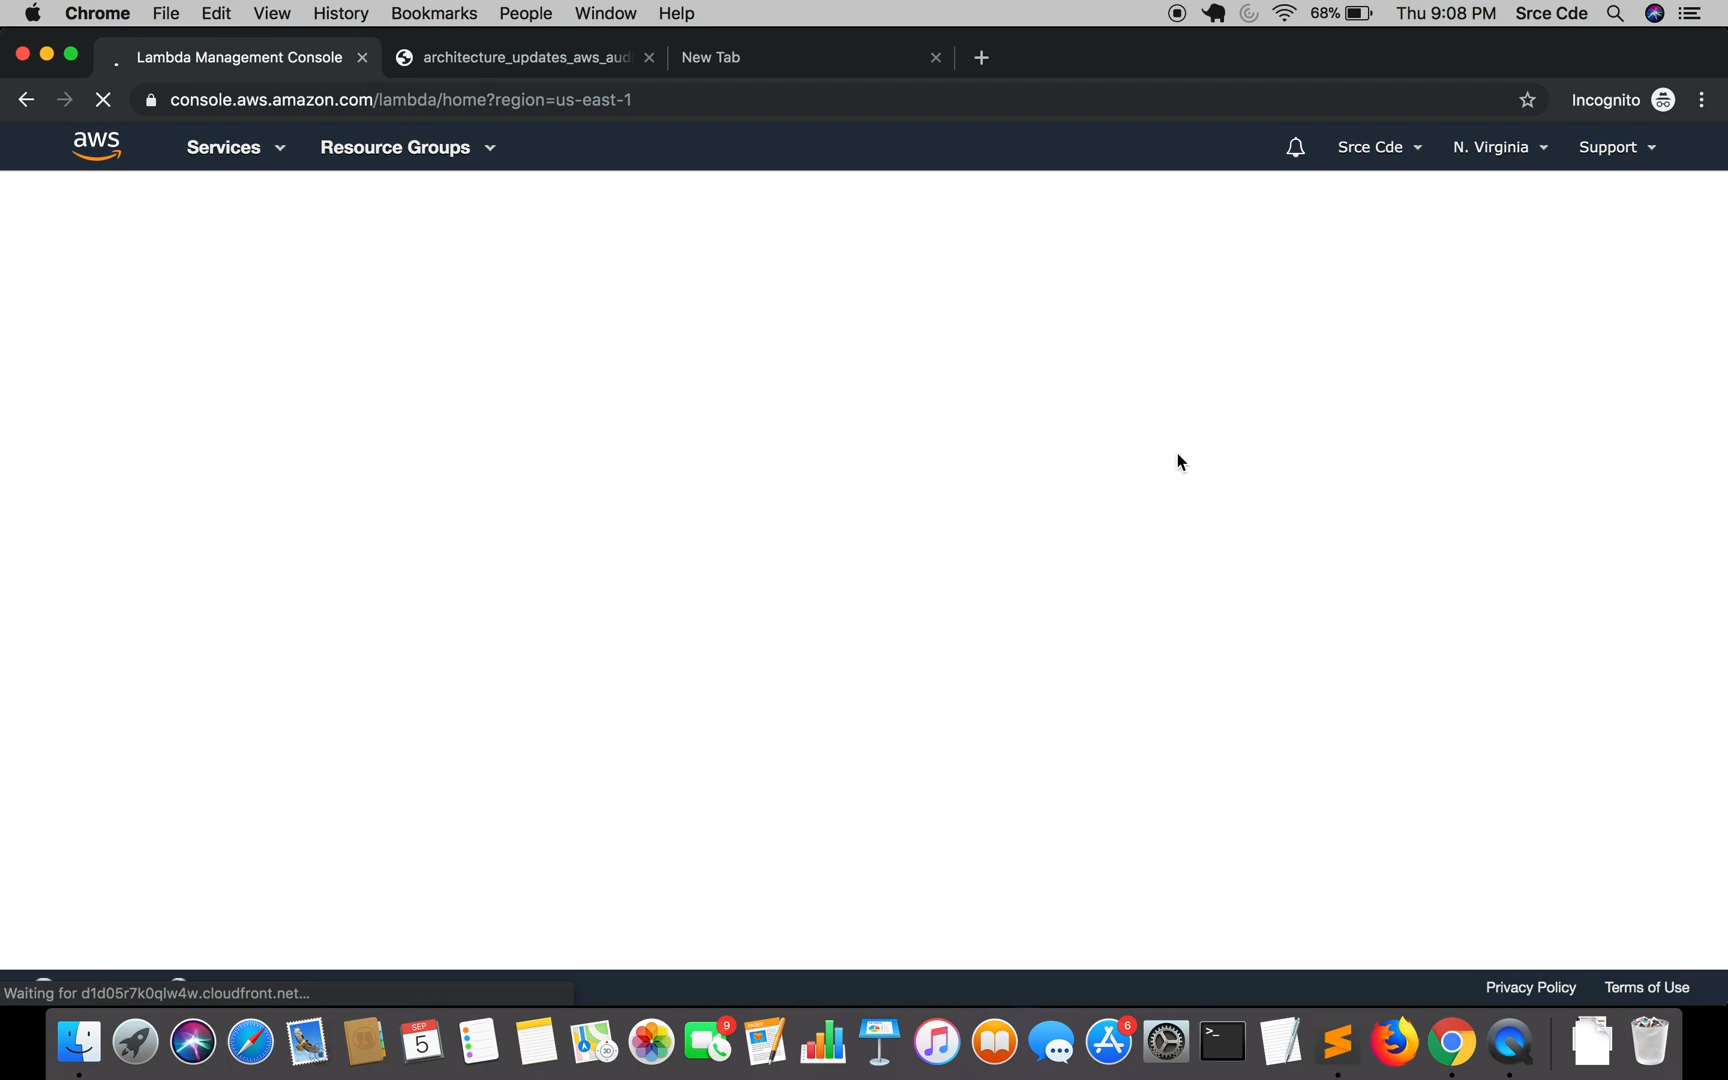 Chrome File Edit View History Bookmarks People Window Help 68% Thu 9:08 PM Srce Cde
Lambda Management Console architecture_updates_aws_aud New Tab
console.aws.amazon.com/lambda/home?region=us-east-1 Incognito
aws Services Resource Groups Srce Cde N. Virginia Support
Waiting for d1d05r7k0qlw4w.cloudfront.net... Privacy Policy Terms of Use
9
6
SEP
5
3D
PAGES
>_